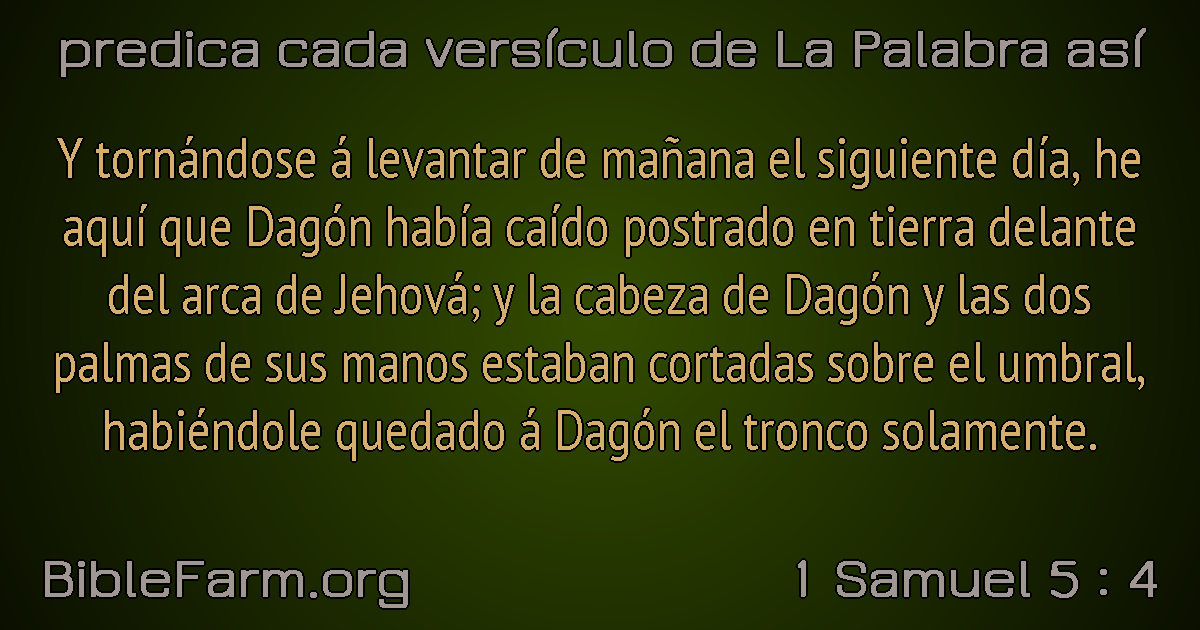 predica cada versículo de La Palabra así
Y tornándose á levantar de mañana el siguiente día, he
aquí que Dagón había caído postrado en tierra delante
del arca de Jehová; y la cabeza de Dagón y las dos
palmas de sus manos estaban cortadas sobre el umbral,
habiéndole quedado á Dagón el tronco solamente.
BibleFarm.org
1 Samuel 5 : 4